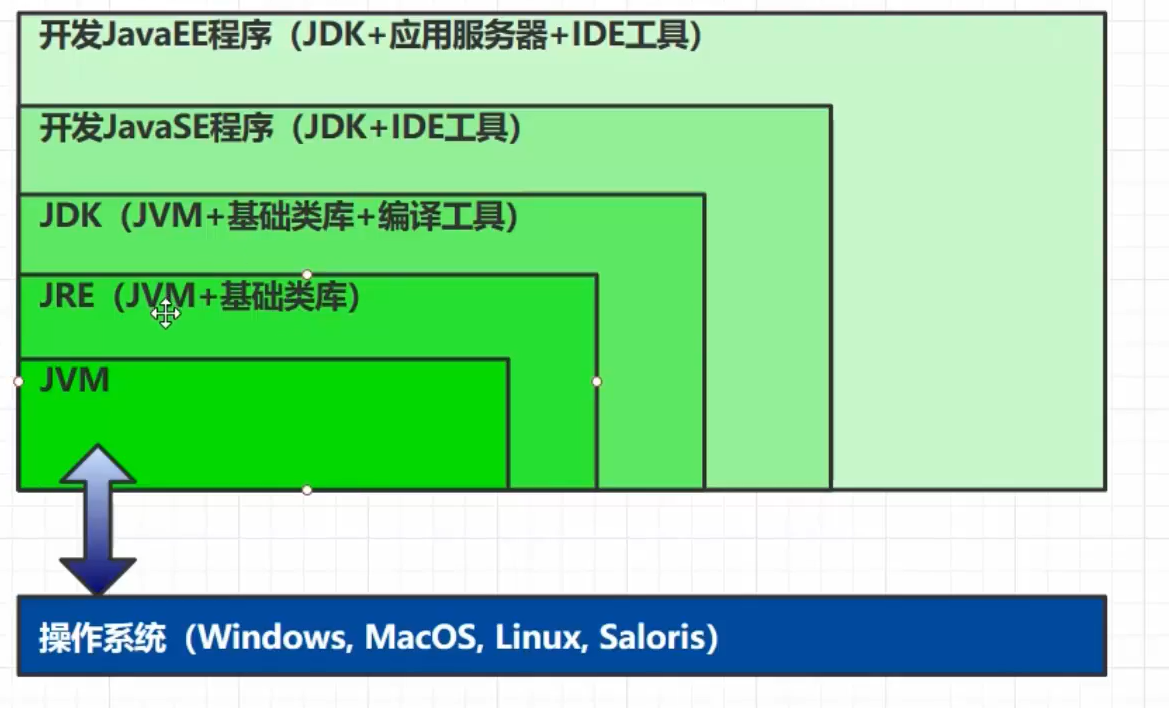 开发JavaEE程序（JDK+应用服务器+IDE工具）
开发JavaSE程序（JDK+IDE工具）
JDK（JVM+基础类库+编译工具）
JRE（JVM+基础类库）
JVM
操作系统（Windows, MacOS, Linux, Saloris）